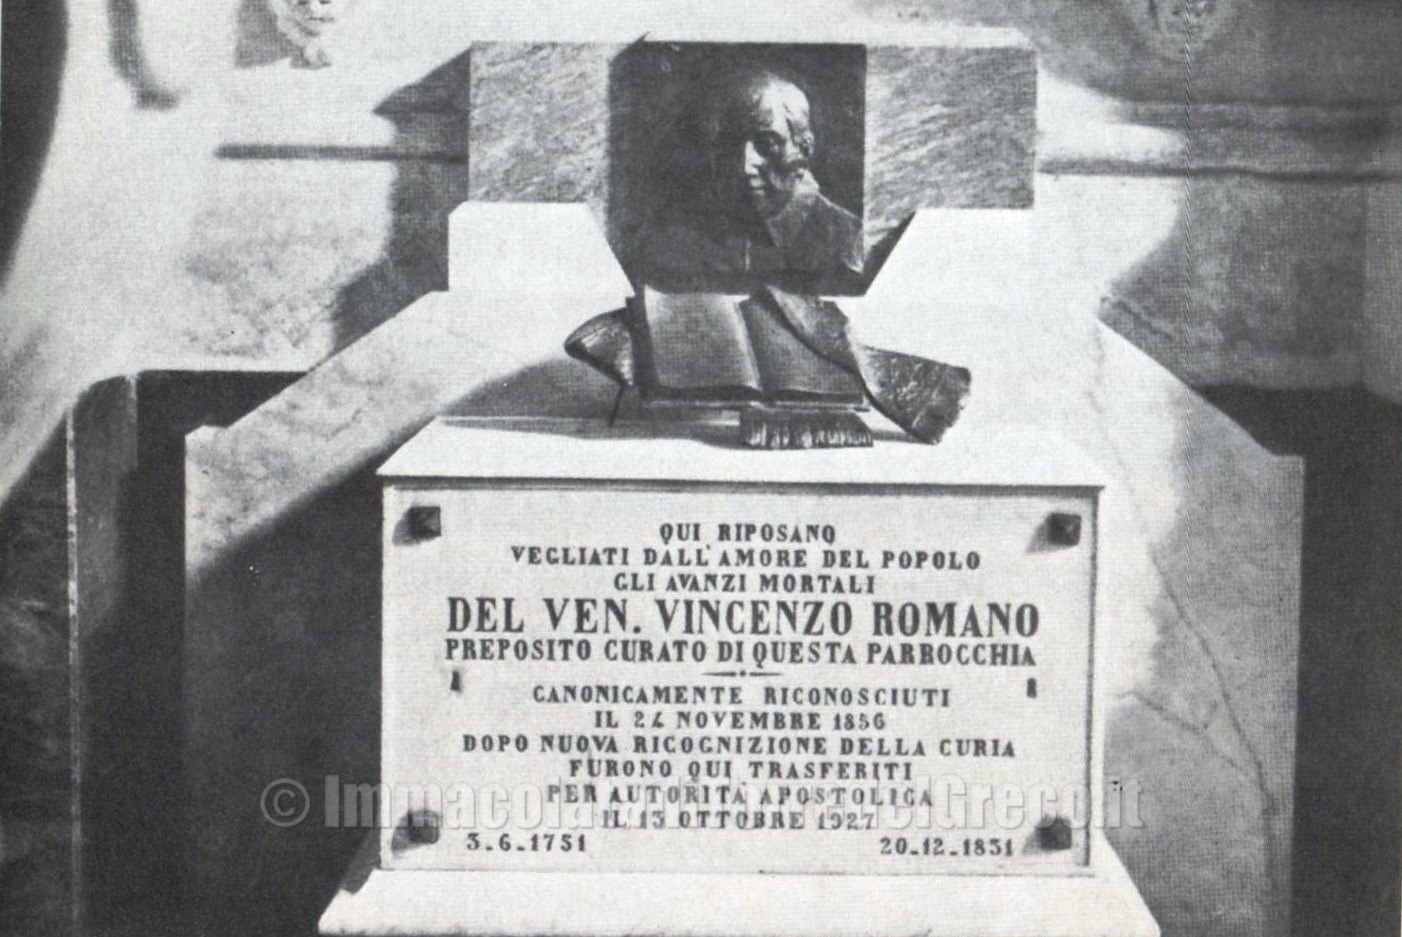 QUI RIPOSANO
VEGLIATI DALL'AMORE DEL POPOLO
GLI AVANZI MORTALI
DEL VEN. VINCENZO ROMANO
PREPOSITO CURATO DI QUESTA PARROCCHIA
CANONICAMENTE RICONOSCIUTI
IL 24 NOVEMBRE 1856
DOPO NUOVA RICOGNIZIONE DELLA CURIA
FURONO QUI TRASFERITI
PER AUTORITÀ APOSTOLICA
IL 13 OTTOBRE 1927
3-6-1751
20-12-1831